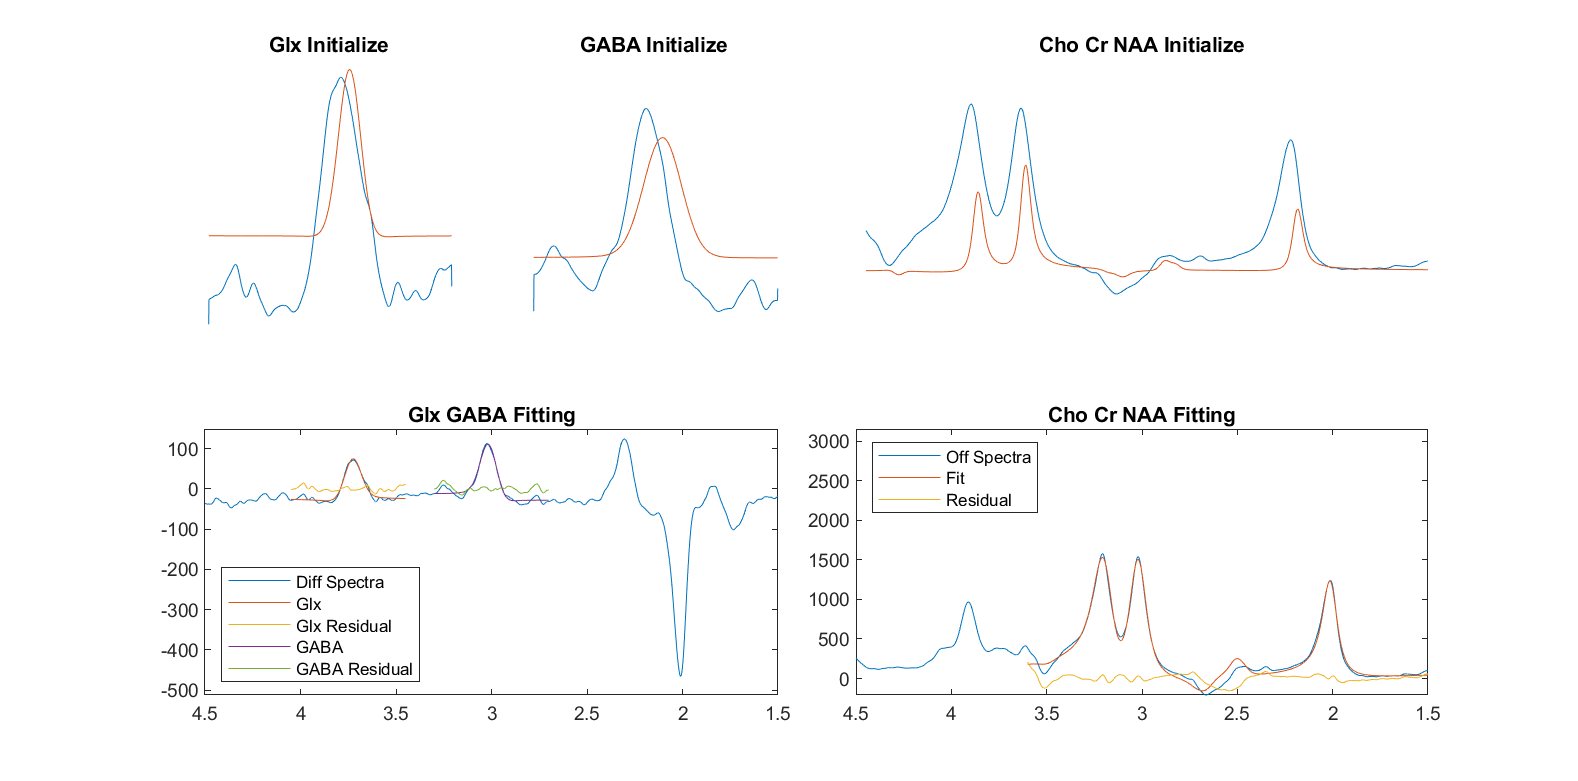 Glx Initialize
GABA Initialize
Cho Cr NAA Initialize
Glx GABA Fitting
100
0
-100
-200
-300
-400
-500
Diff Spectra
Glx
Glx Residual
GABA
GABA Residual
4.5 4 3.5 3 2.5 2 1.5
Cho Cr NAA Fitting
3000
2500
2000
1500
1000
500
0
Off Spectra
Fit
Residual
4.5 4 3.5 3 2.5 2 1.5